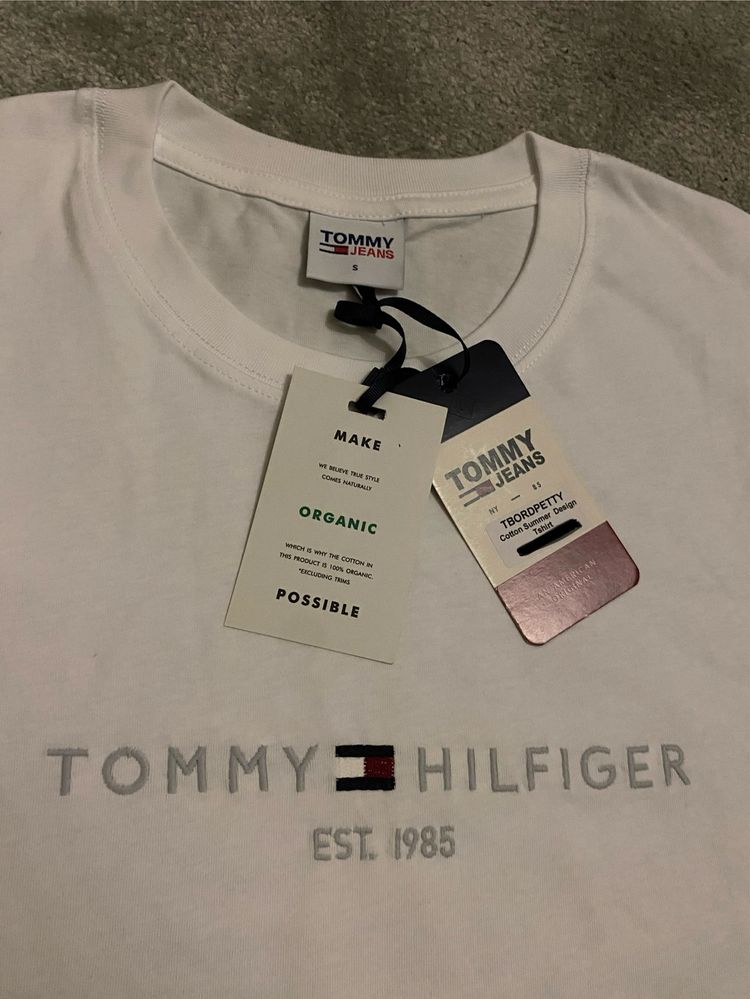 TOMMY
JEANS
S
MAKE
WE BELIEVE TRUE STYLE
COMES NATURALLY
ORGANIC
WHICH IS WHY THE COTTON IN
THIS PRODUCT IS 100% ORGANIC.
*EXCLUDING TRIMS
POSSIBLE
TOMMY
JEANS
NY — 85
TBORDPETTY
Cotton Summer Design
Tshirt
AN AMERICAN
ORIGINAL
TOMMY HILFIGER
EST. 1985